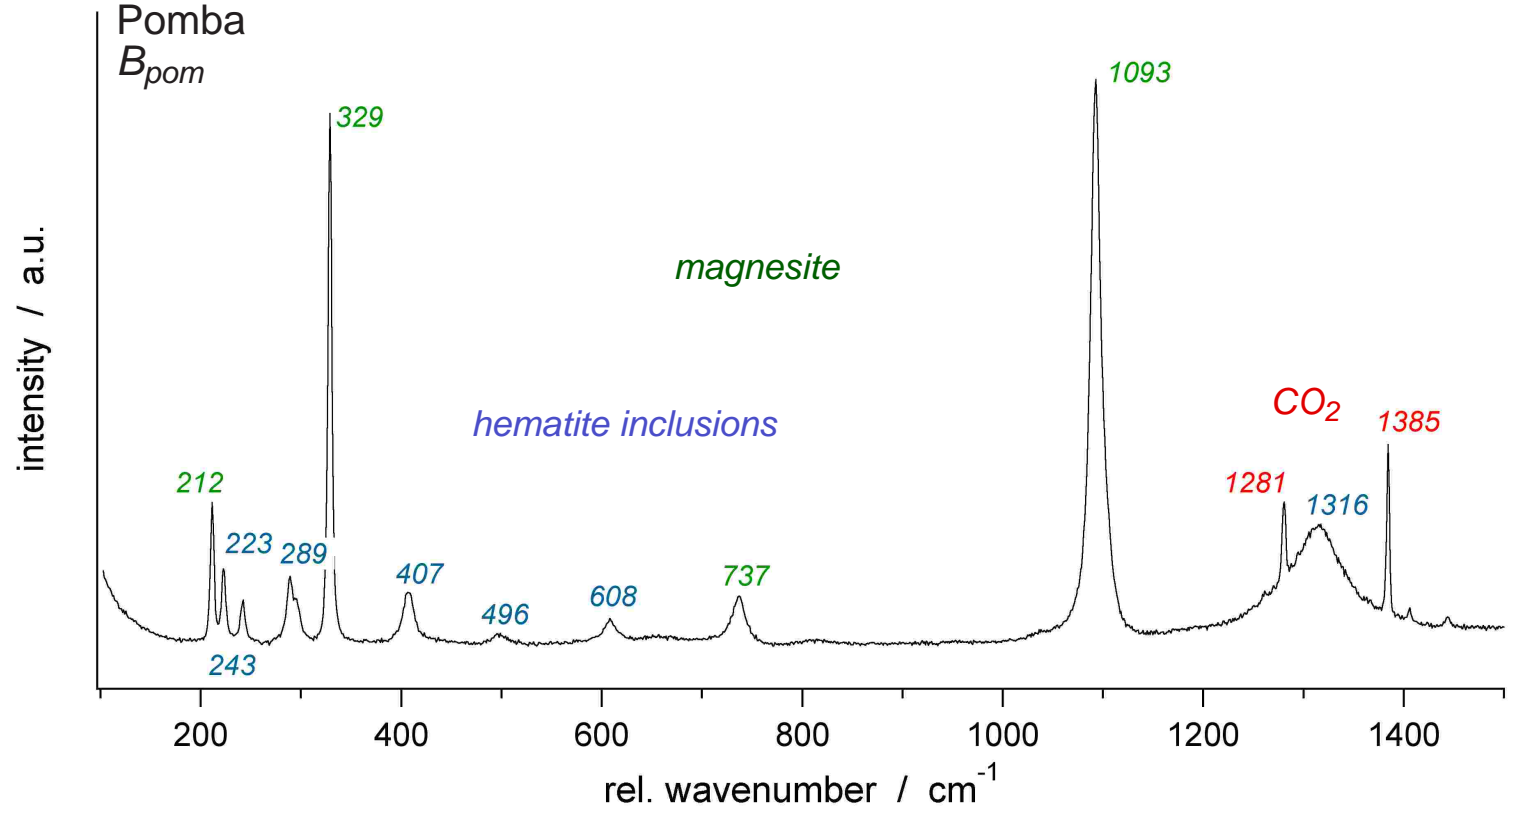 Pomba
Bpom
1093
329
magnesite
CO2
1385
hematite inclusions
212
1281
1316
223
289
407
737
608
496
243
intensity / a.u.
200
400
600
800
1000
1200
1400
rel. wavenumber / cm-1